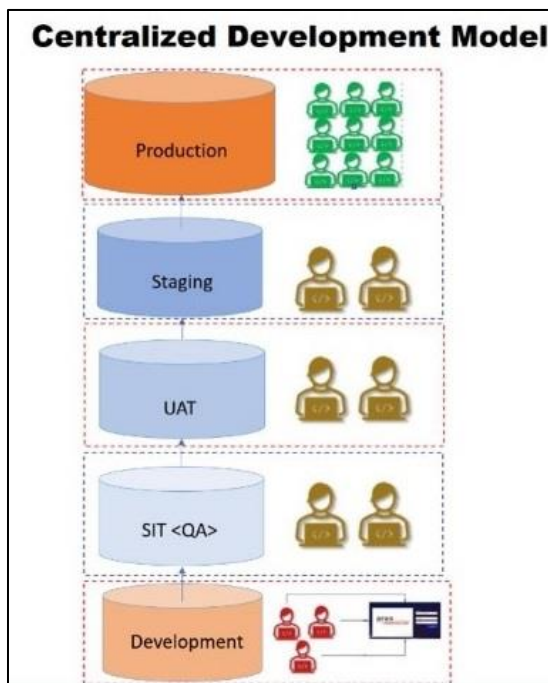 Centralized Development Model
Production
Staging
UAT
SIT <QA>
Development